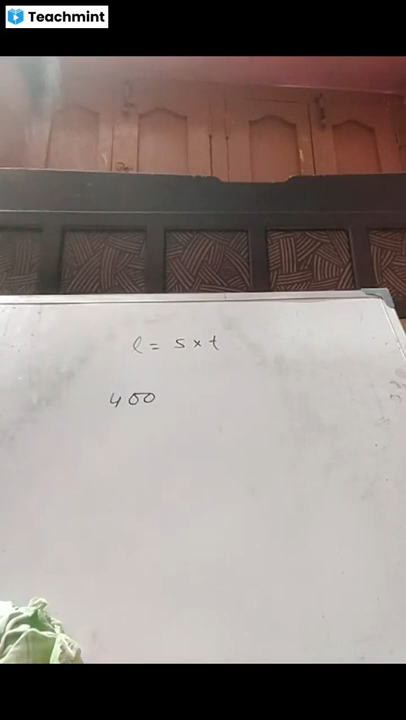 Teachmint
l = s × t
400